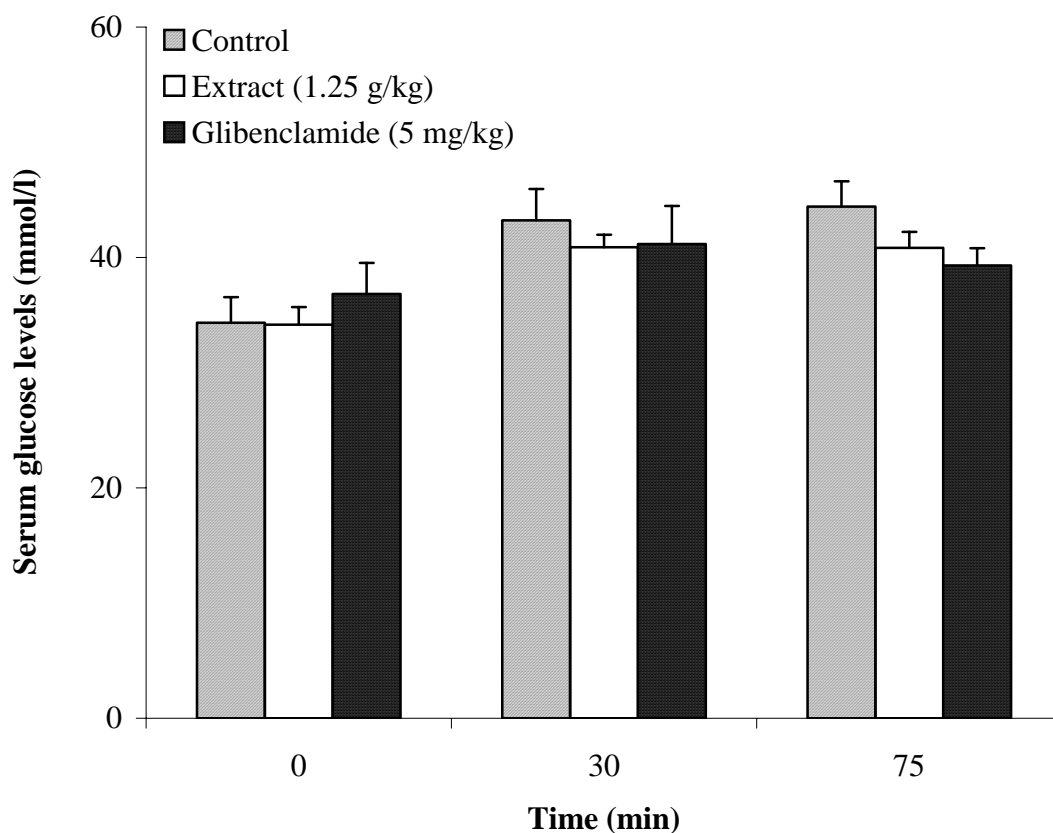 60
Control
Extract (1.25 g/kg)
Glibenclamide (5 mg/kg)
40
20
0
Serum glucose levels (mmol/l)
0 30 75
Time (min)